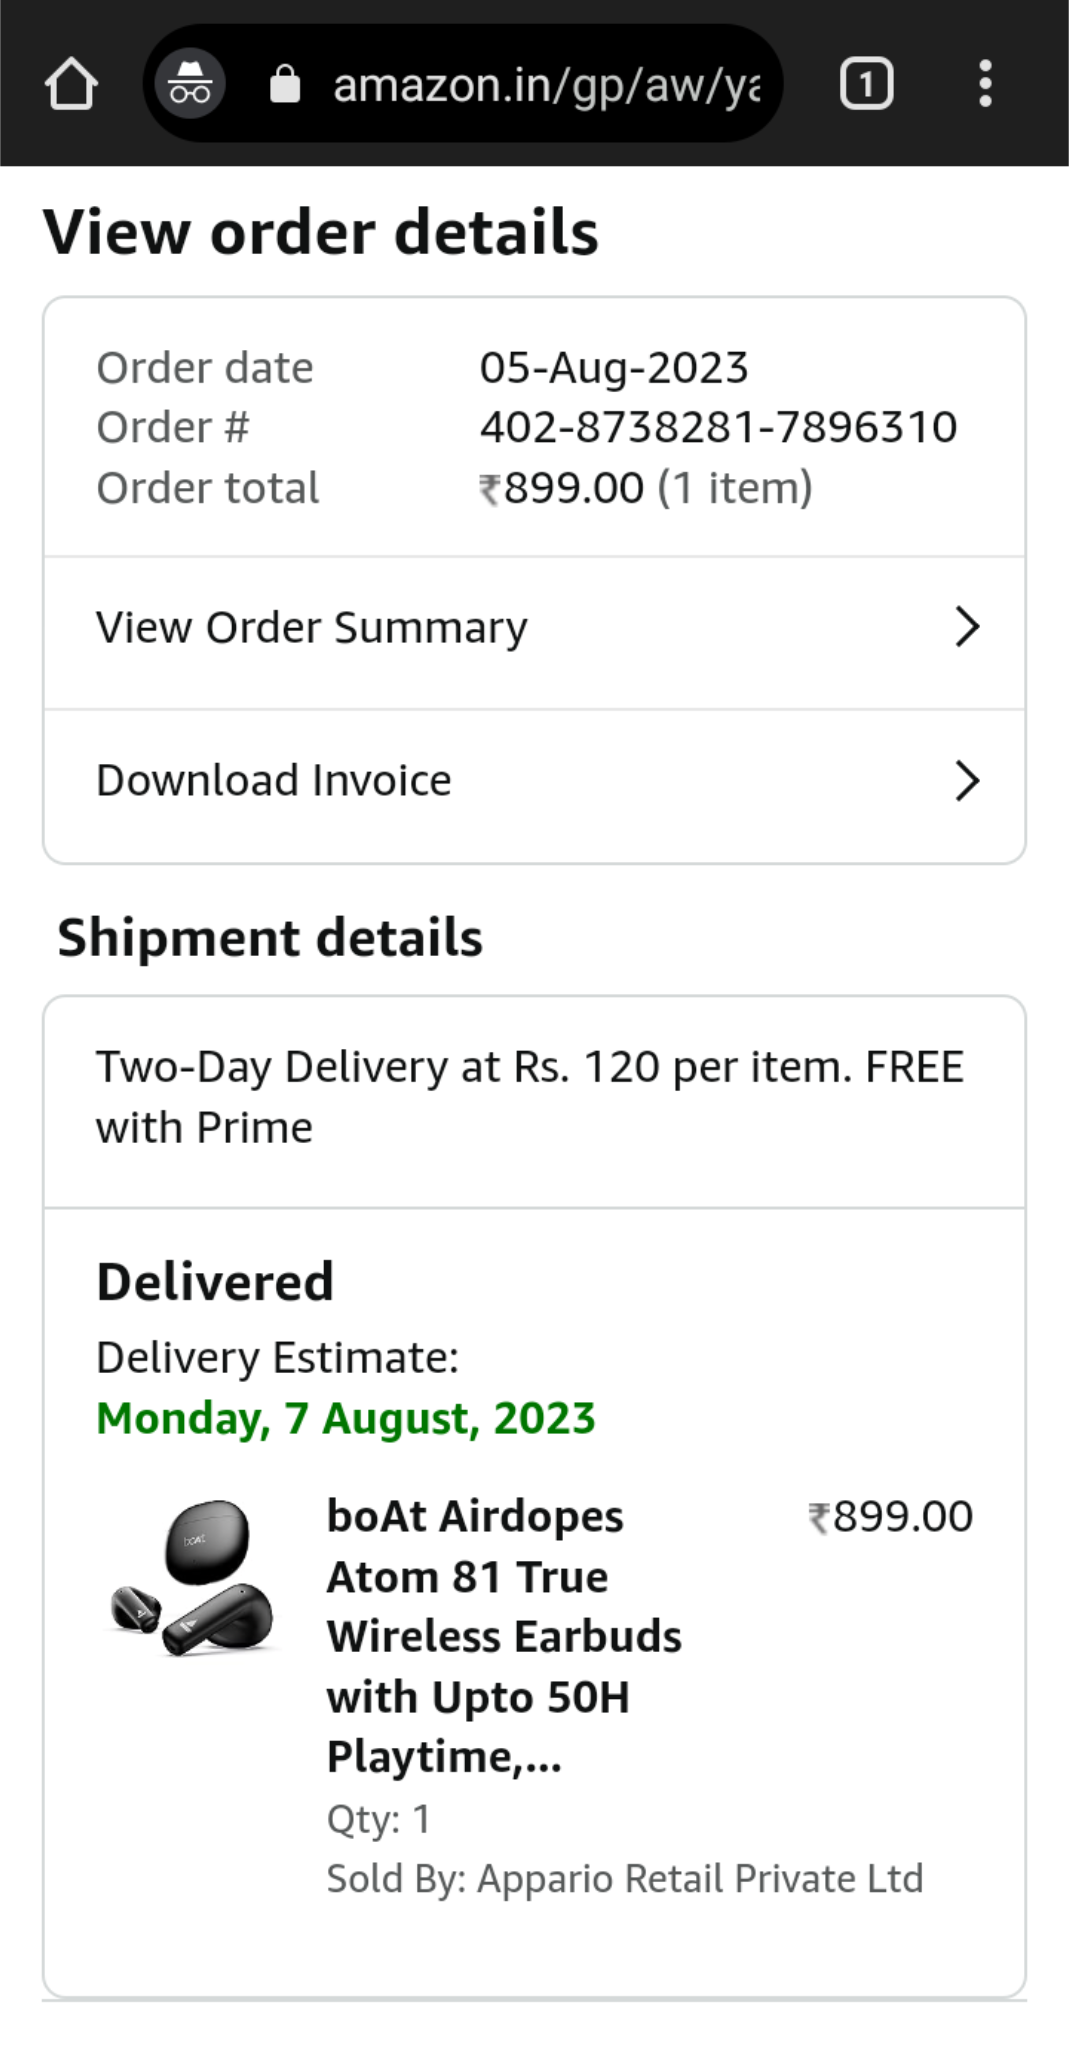 amazon.in/gp/aw/ya
1
View order details
Order date 05-Aug-2023
Order # 402-8738281-7896310
Order total ₹899.00 (1 item)
View Order Summary
Download Invoice
Shipment details
Two-Day Delivery at Rs. 120 per item. FREE
with Prime
Delivered
Delivery Estimate:
Monday, 7 August, 2023
boAt
boAt Airdopes ₹899.00
Atom 81 True
Wireless Earbuds
with Upto 50H
Playtime,...
Qty: 1
Sold By: Appario Retail Private Ltd